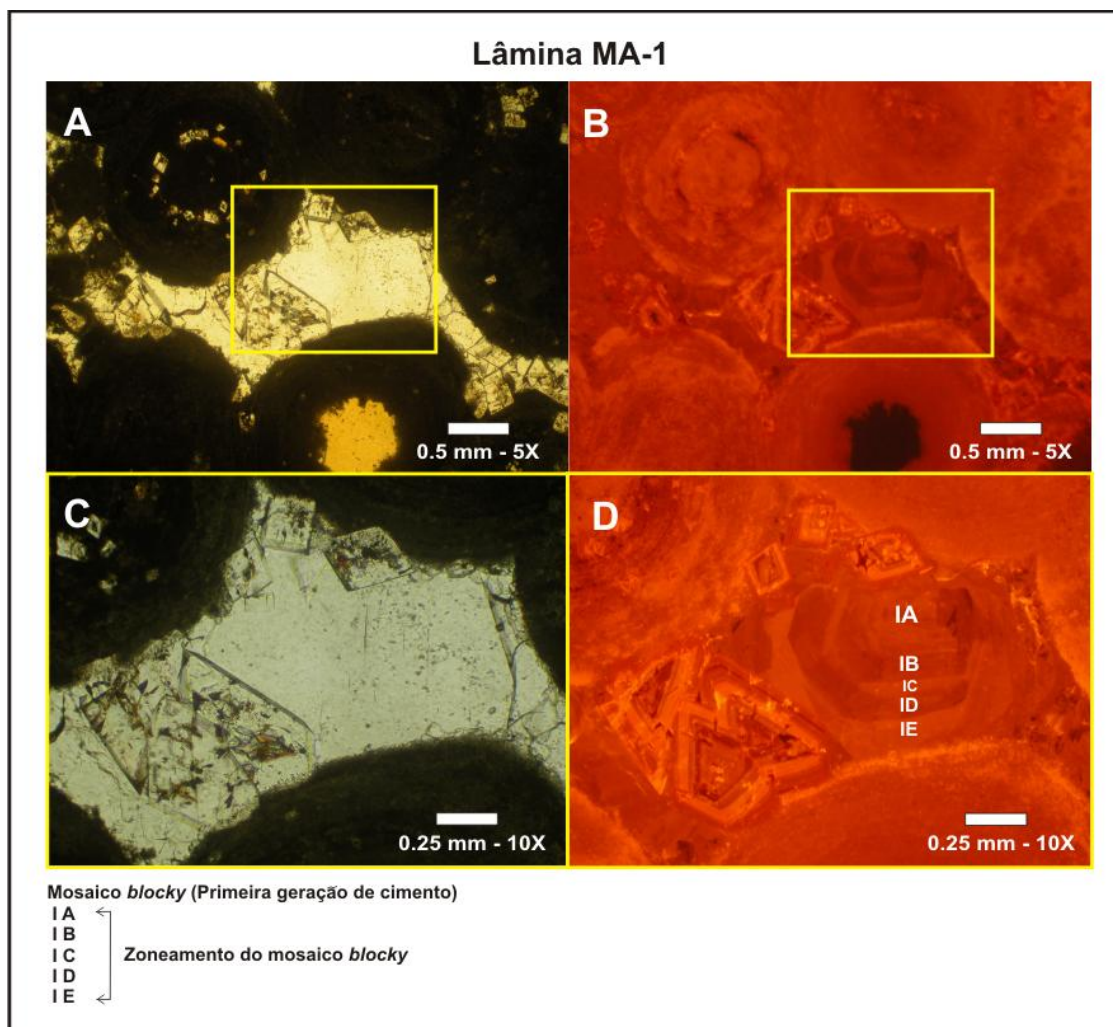 Lâmina MA-1
A
B
0.5 mm - 5X
0.5 mm - 5X
C
D
IA
IB
IC
ID
IE
0.25 mm - 10X
0.25 mm - 10X
Mosaico blocky (Primeira geração de cimento)
I A
I B
I C
I D
I E
Zoneamento do mosaico blocky